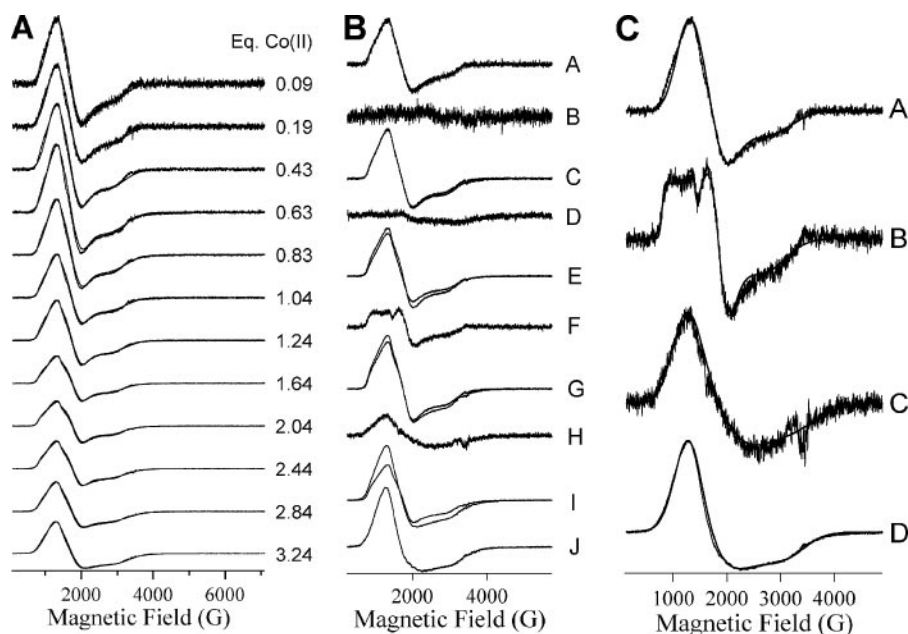 A
Eq. Co(II)
0.09
0.19
0.43
0.63
0.83
1.04
1.24
1.64
2.04
2.44
2.84
3.24
2000 4000 6000
Magnetic Field (G)
B
A
B
C
D
E
F
G
H
I
J
2000 4000
Magnetic Field (G)
C
A
B
C
D
1000 2000 3000 4000
Magnetic Field (G)